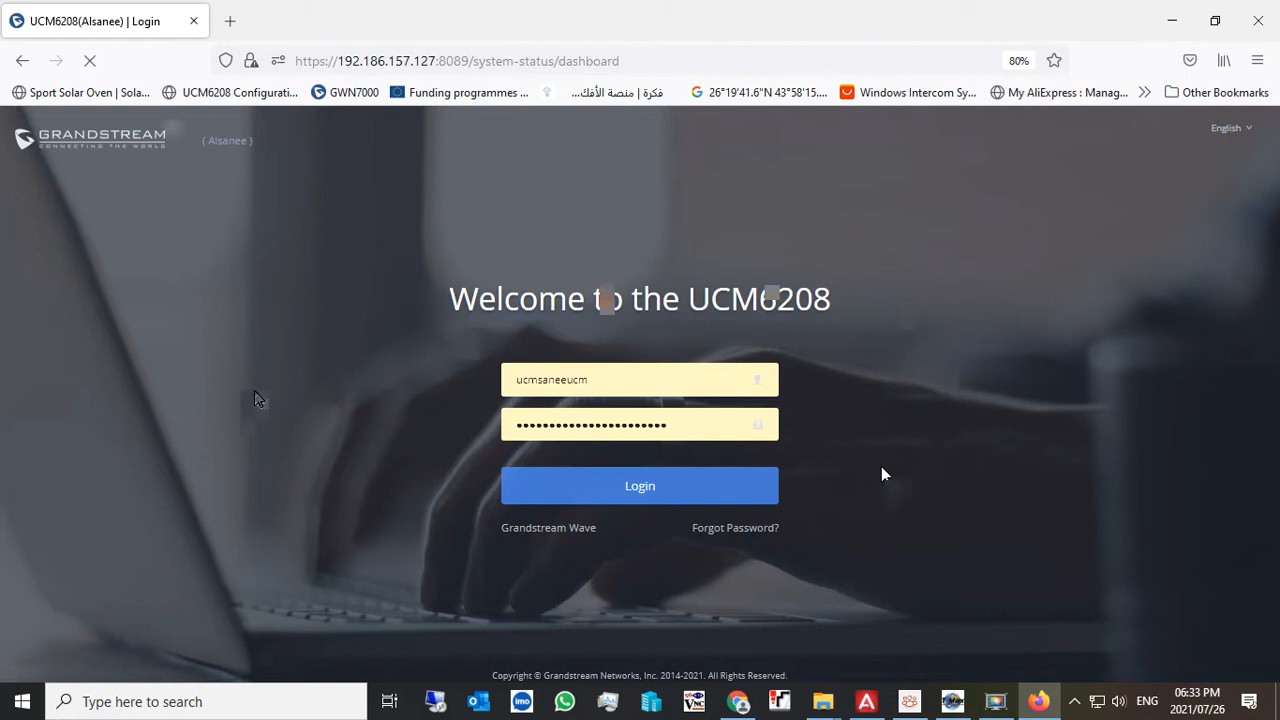 UCM6208(Alsanee) | Login
https://192.186.157.127:8089/system-status/dashboard
80%
Sport Solar Oven | Sola...
UCM6208 Configurati...
GWN7000
Funding programmes ...
فكرة | منصة الأفك...
26°19'41.6"N 43°58'15....
Windows Intercom Sy...
My AliExpress : Manag...
Other Bookmarks
GRANDSTREAM
CONNECTING THE WORLD
( Alsanee )
English
Welcome to the UCM6208
ucmsaneeucm
Login
Grandstream Wave
Forgot Password?
Copyright © Grandstream Networks, Inc. 2014-2021. All Rights Reserved.
Type here to search
ENG
06:33 PM
2021/07/26